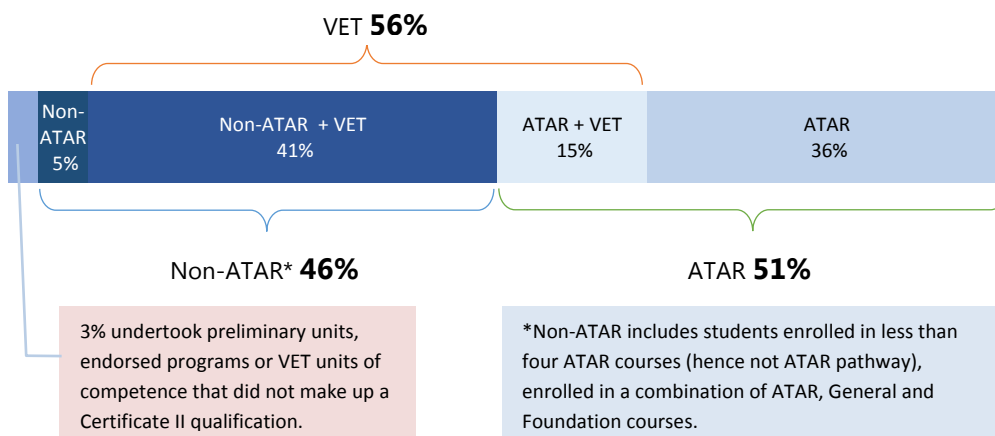 VET 56%
Non-
ATAR
5%
Non-ATAR + VET
41%
ATAR + VET
15%
ATAR
36%
Non-ATAR* 46%
ATAR 51%
3% undertook preliminary units,
endorsed programs or VET units of
competence that did not make up a
Certificate II qualification.
*Non-ATAR includes students enrolled in less than
four ATAR courses (hence not ATAR pathway),
enrolled in a combination of ATAR, General and
Foundation courses.